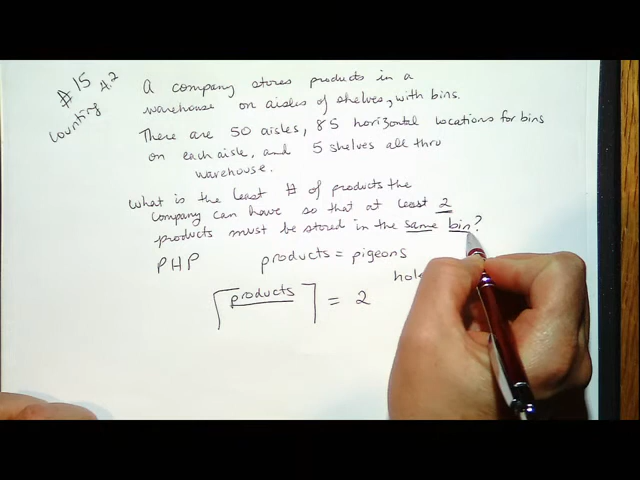 #15 4.2
counting
A company stores products in a
warehouse on aisles of shelves, with bins.
There are 50 aisles, 85 horizontal locations for bins
on each aisle, and 5 shelves all thru
warehouse.
What is the least # of products the
company can have so that at least 2
products must be stored in the same bin?
PHP products = pigeons
hole
⌈products⌉ = 2